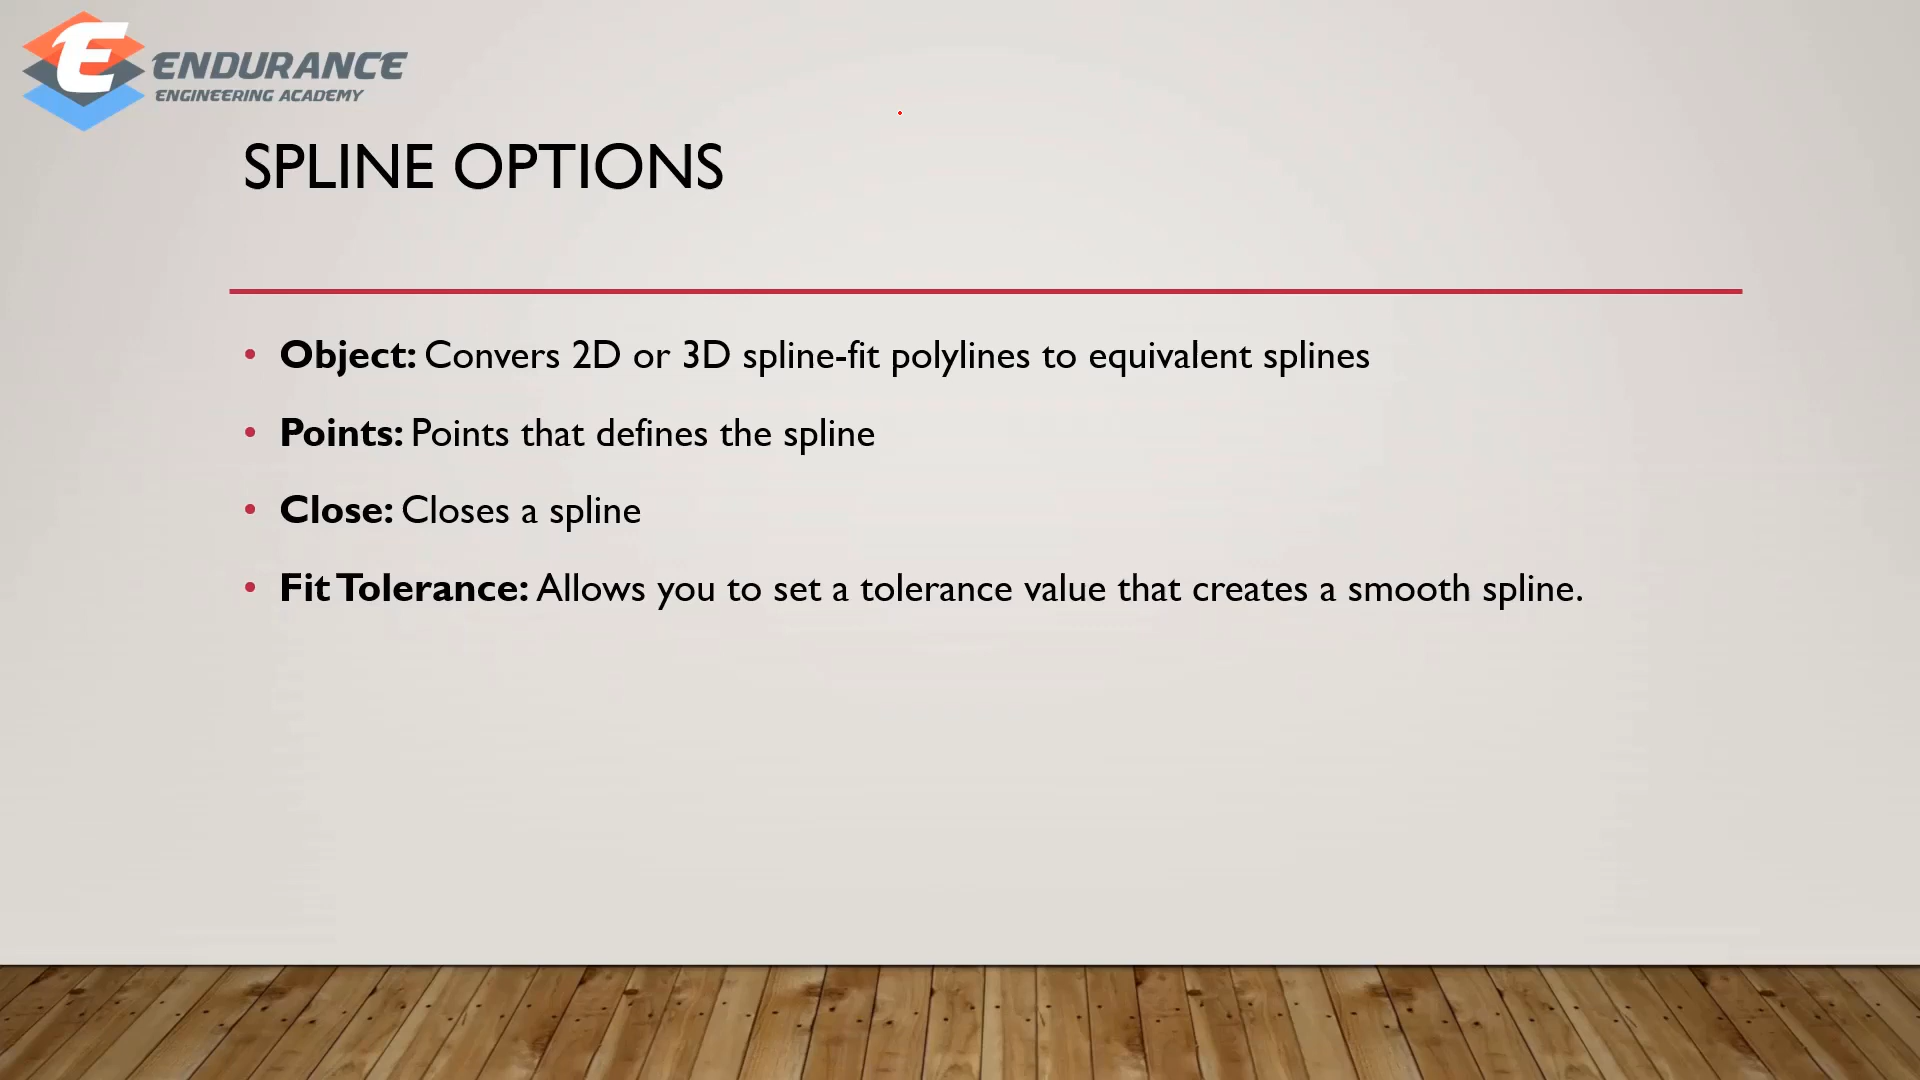 ENDURANCE
ENGINEERING ACADEMY
SPLINE OPTIONS
• Object: Convers 2D or 3D spline-fit polylines to equivalent splines
• Points: Points that defines the spline
• Close: Closes a spline
• Fit Tolerance: Allows you to set a tolerance value that creates a smooth spline.